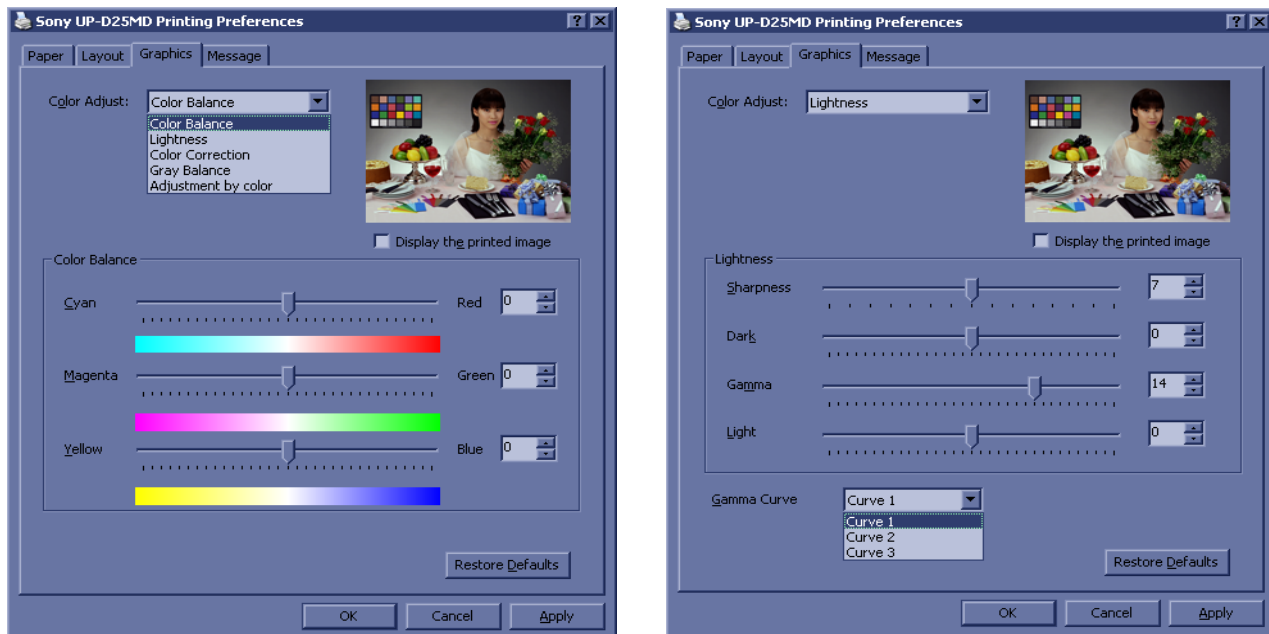 Sony UP-D25MD Printing Preferences
Paper Layout Graphics Message
Color Adjust: Color Balance
Color Balance
Lightness
Color Correction
Gray Balance
Adjustment by color
Display the printed image
Color Balance
Cyan Red 0
Magenta Green 0
Yellow Blue 0
Restore Defaults
OK Cancel Apply
Sony UP-D25MD Printing Preferences
Paper Layout Graphics Message
Color Adjust: Lightness
Display the printed image
Lightness
Sharpness 7
Dark 0
Gamma 14
Light 0
Gamma Curve Curve 1
Curve 1
Curve 2
Curve 3
Restore Defaults
OK Cancel Apply